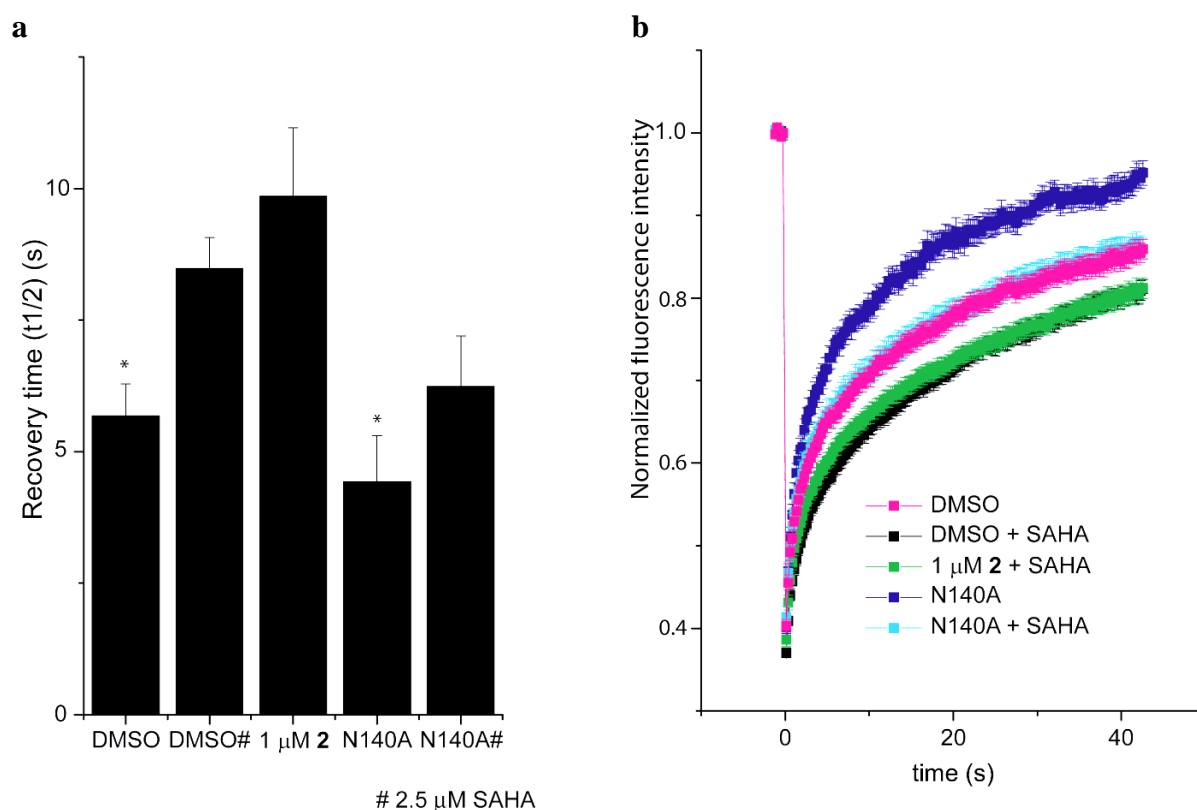 a
Recovery time (t1/2) (s)
10
5
0
*
*
DMSO DMSO# 1 μM 2 N140A N140A#
# 2.5 μM SAHA
b
Normalized fluorescence intensity
1.0
0.8
0.6
0.4
DMSO
DMSO + SAHA
1 μM 2 + SAHA
N140A
N140A + SAHA
0 20 40
time (s)